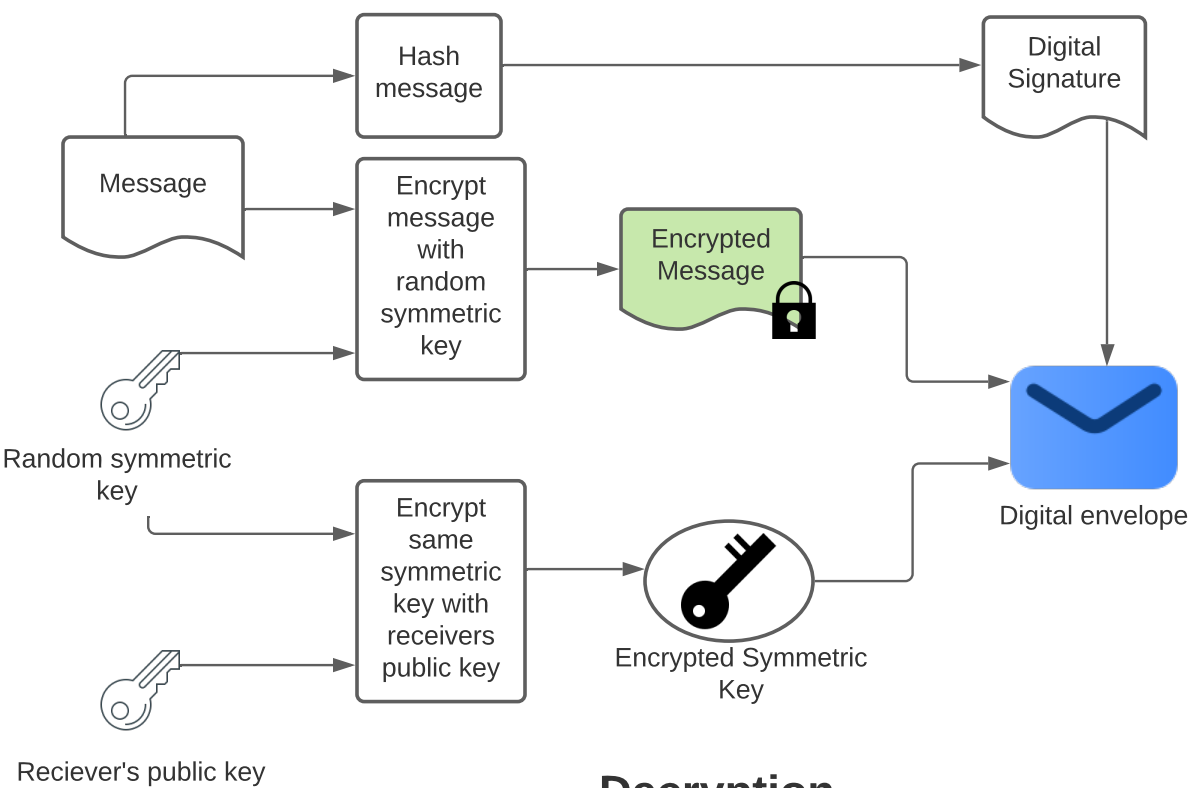 Hash
message
Digital
Signature
Message
Encrypt
message
with
random
symmetric
key
Encrypted
Message
Random symmetric
key
Digital envelope
Encrypt
same
symmetric
key with
receivers
public key
Encrypted Symmetric
Key
Reciever's public key
Decryption